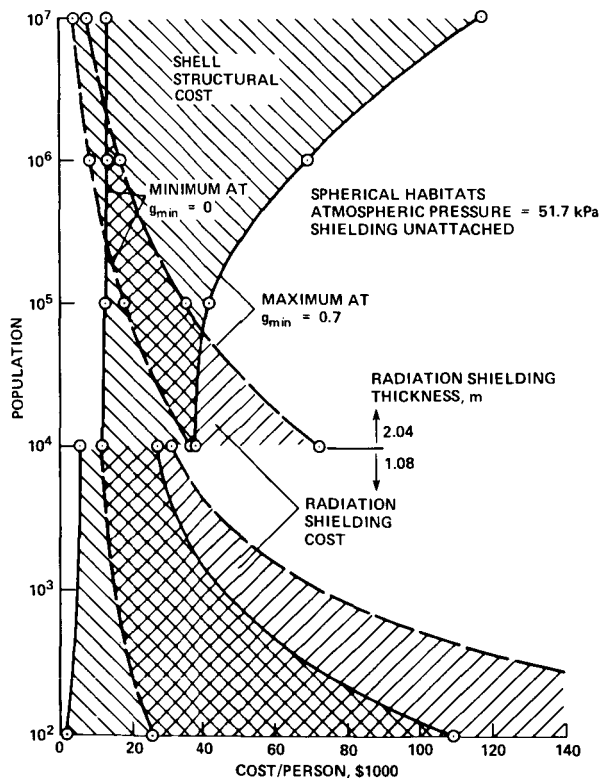 10⁷
10⁶
10⁵
10⁴
10³
10²
POPULATION
SHELL
STRUCTURAL
COST
MINIMUM AT
gmin = 0
SPHERICAL HABITATS
ATMOSPHERIC PRESSURE = 51.7 kPa
SHIELDING UNATTACHED
MAXIMUM AT
gmin = 0.7
RADIATION SHIELDING
THICKNESS, m
2.04
1.08
RADIATION
SHIELDING
COST
0 20 40 60 80 100 120 140
COST/PERSON, $1000